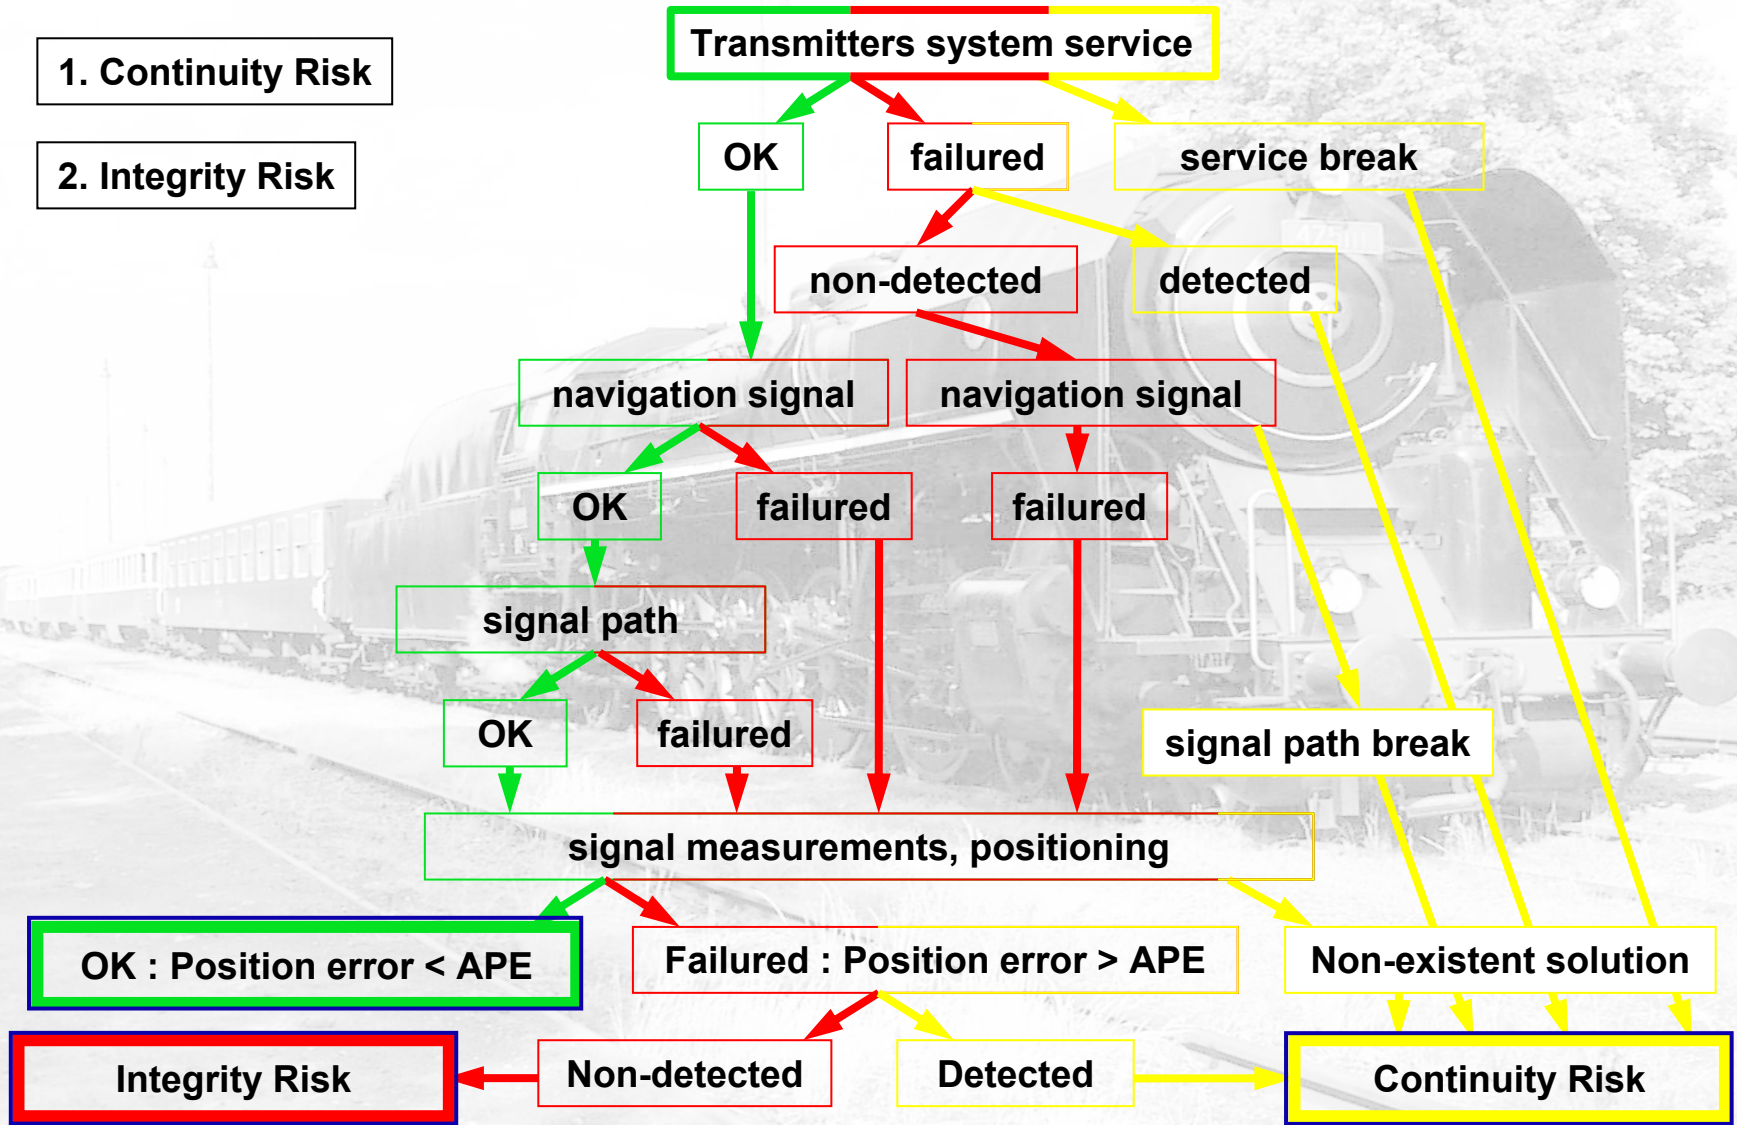 Transmitters system service
1. Continuity Risk
2. Integrity Risk
OK
failured
service break
non-detected
detected
navigation signal
navigation signal
OK
failured
failured
signal path
OK
failured
signal path break
signal measurements, positioning
OK : Position error < APE
Failured : Position error > APE
Non-existent solution
Integrity Risk
Non-detected
Detected
Continuity Risk